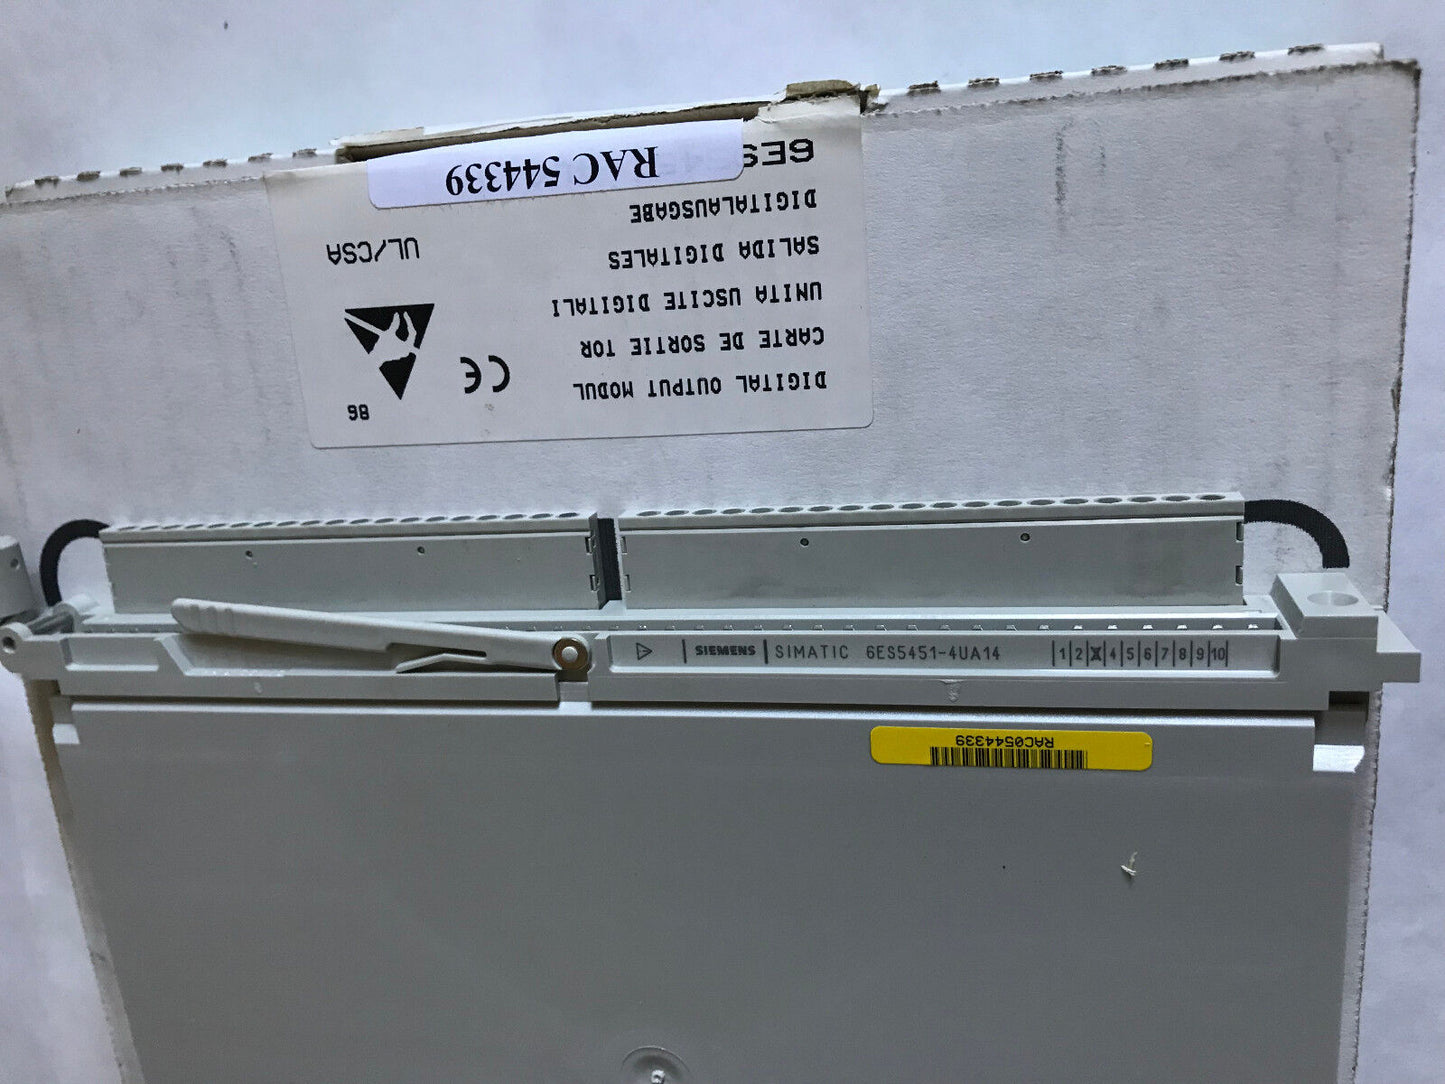 6ES
RAC 544339
DIGITALAUSGABE
SALIDA DIGITALES
UNITA USCITE DIGITALI
CARTE DE SORTIE TOR
DIGITAL OUTPUT MODUL
UL/CSA
CE
86
SIEMENS SIMATIC 6ES5451-4UA14 1 2 X 4 5 6 7 8 9 10
RAC0544339